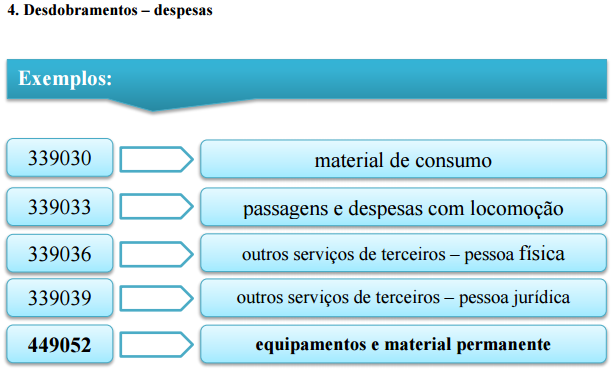 4. Desdobramentos – despesas
Exemplos:
339030 material de consumo
339033 passagens e despesas com locomoção
339036 outros serviços de terceiros – pessoa física
339039 outros serviços de terceiros – pessoa jurídica
449052 equipamentos e material permanente